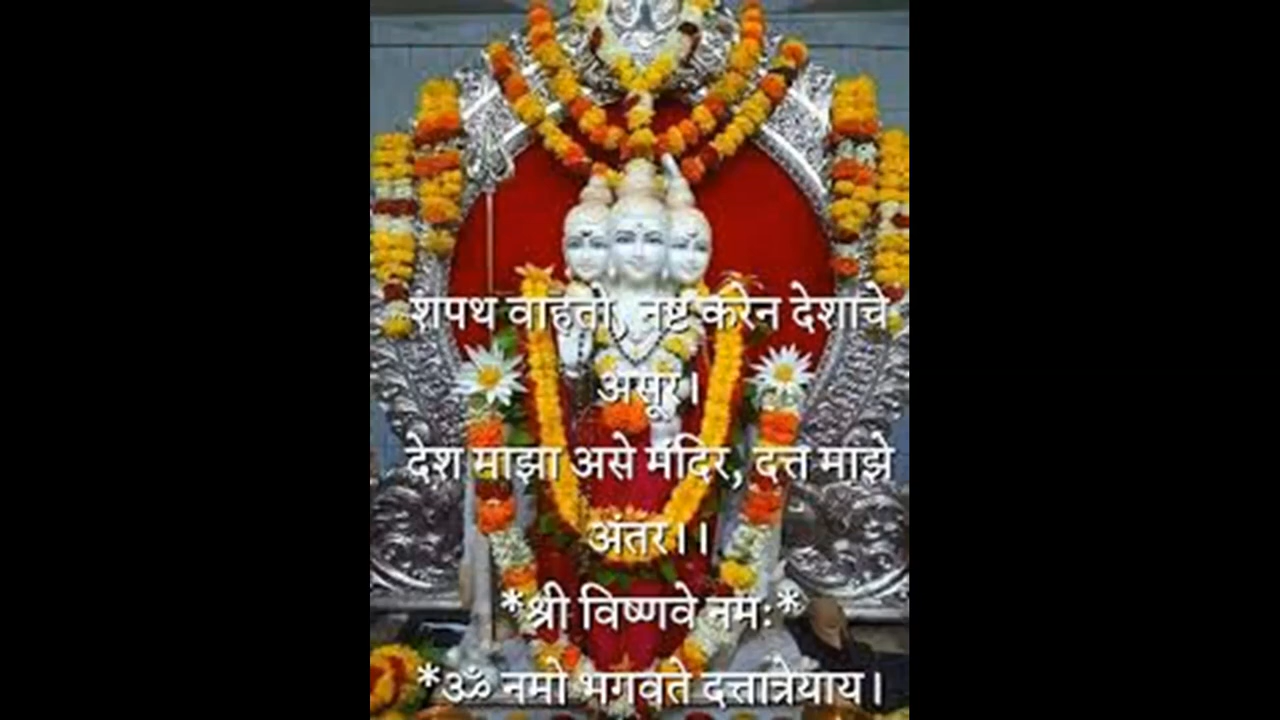 शपथ वाहतो, नष्ट करेन देशाचे
असूर।
देश माझा असे मंदिर, दत्त माझे
अंतर।।
*श्री विष्णवे नमः*
*ॐ नमो भगवते दत्तात्रेयाय।